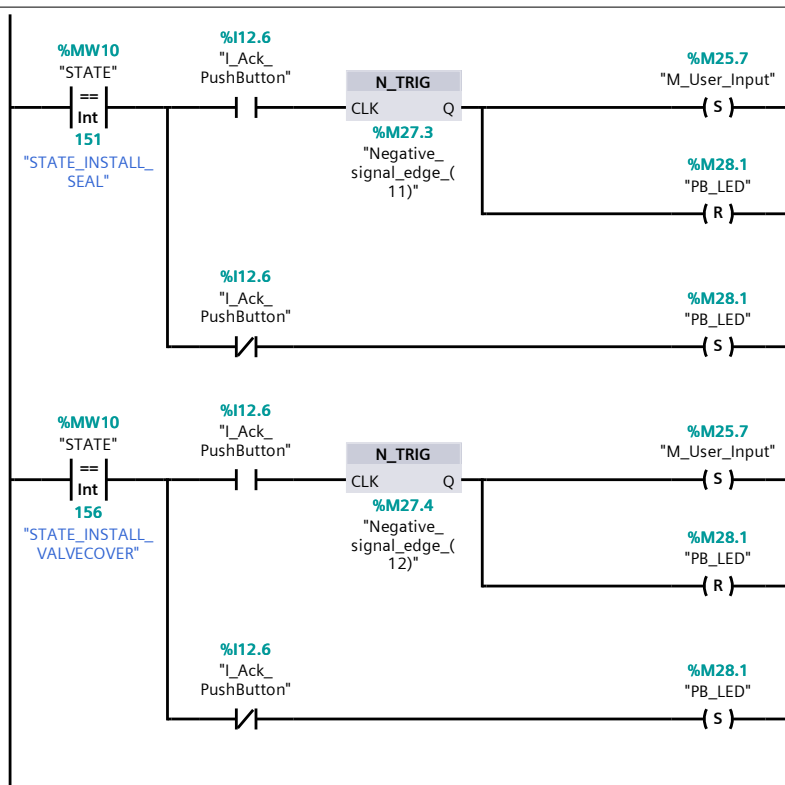 %MW10
"STATE"
==
Int
151
"STATE_INSTALL_
SEAL"
%I12.6
"I_Ack_
PushButton"
N_TRIG
CLK Q
%M27.3
"Negative_
signal_edge_(
11)"
%M25.7
"M_User_Input"
S
%M28.1
"PB_LED"
R
%I12.6
"I_Ack_
PushButton"
%M28.1
"PB_LED"
S
%MW10
"STATE"
==
Int
156
"STATE_INSTALL_
VALVECOVER"
%I12.6
"I_Ack_
PushButton"
N_TRIG
CLK Q
%M27.4
"Negative_
signal_edge_(
12)"
%M25.7
"M_User_Input"
S
%M28.1
"PB_LED"
R
%I12.6
"I_Ack_
PushButton"
%M28.1
"PB_LED"
S